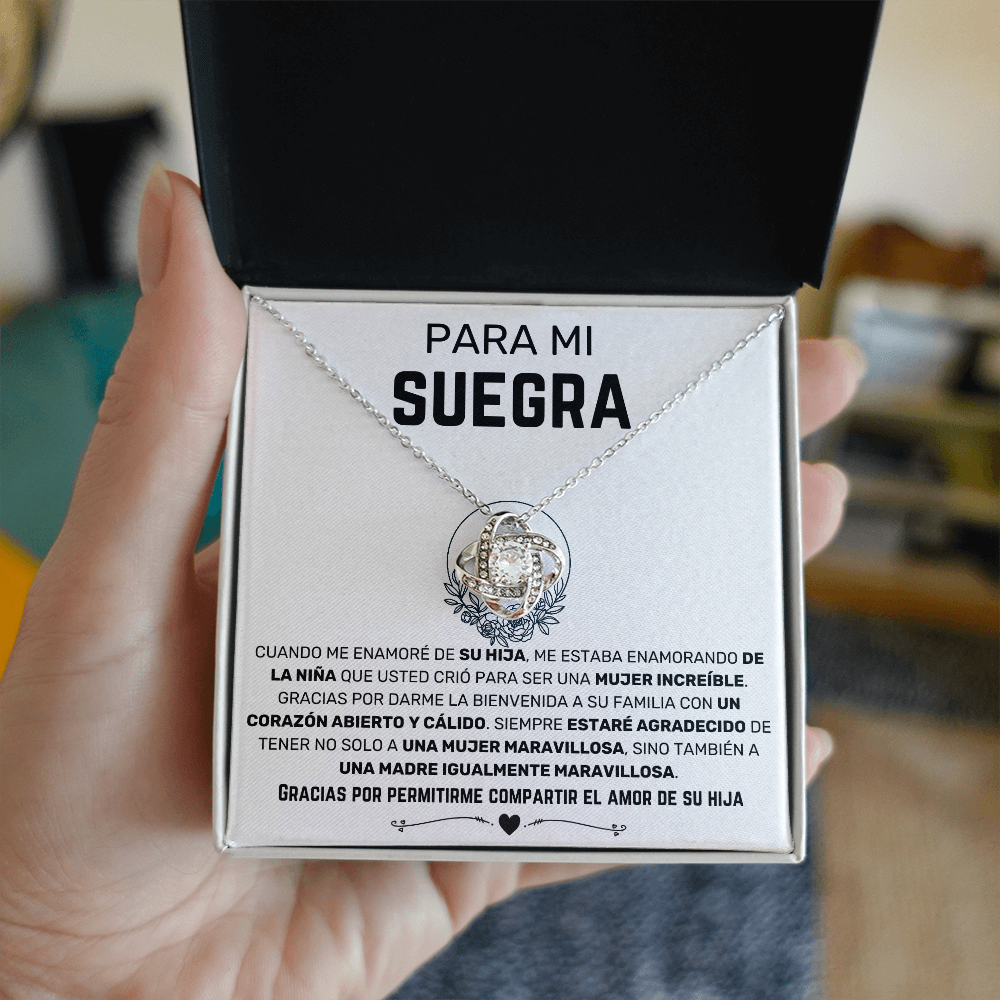 PARA MI
SUEGRA
CUANDO ME ENAMORÉ DE SU HIJA, ME ESTABA ENAMORANDO DE
LA NIÑA QUE USTED CRIÓ PARA SER UNA MUJER INCREÍBLE.
GRACIAS POR DARME LA BIENVENIDA A SU FAMILIA CON UN
CORAZÓN ABIERTO Y CÁLIDO. SIEMPRE ESTARÉ AGRADECIDO DE
TENER NO SOLO A UNA MUJER MARAVILLOSA, SINO TAMBIÉN A
UNA MADRE IGUALMENTE MARAVILLOSA.
GRACIAS POR PERMITIRME COMPARTIR EL AMOR DE SU HIJA